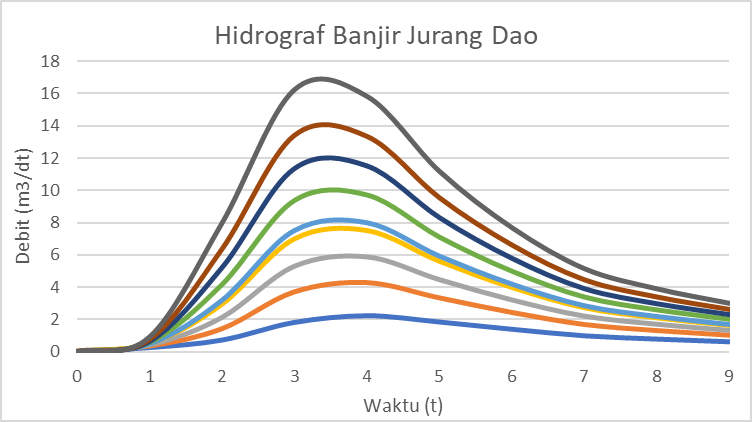 Hidrograf Banjir Jurang Dao
18
16
14
12
10
8
6
4
2
0
Debit (m3/dt)
0 1 2 3 4 5 6 7 8 9
Waktu (t)